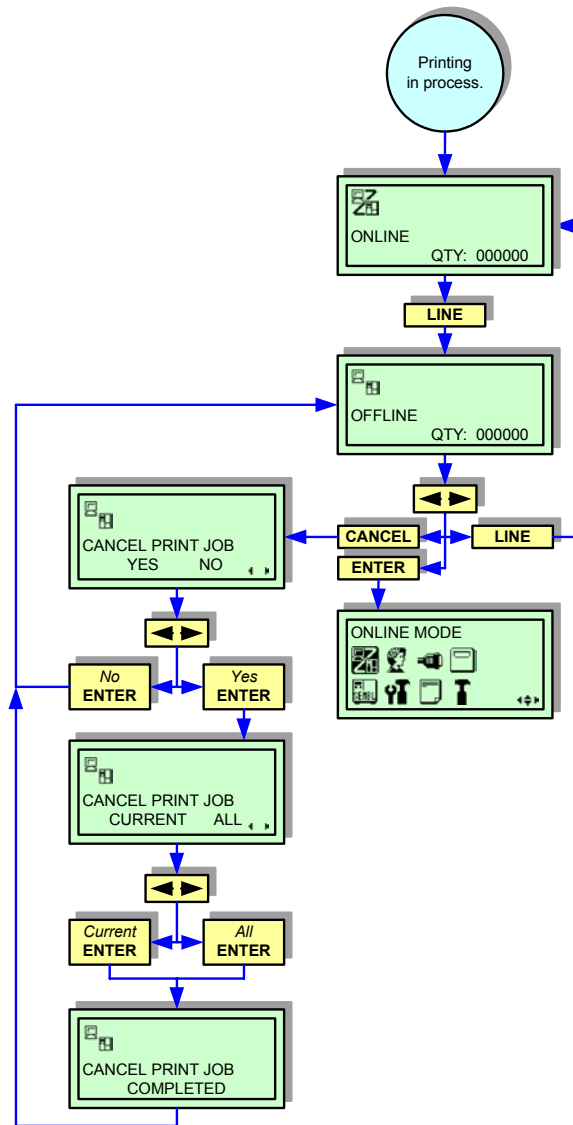 Printing
in process.
ONLINE
QTY: 000000
LINE
OFFLINE
QTY: 000000
CANCEL
LINE
ENTER
CANCEL PRINT JOB
YES NO
ONLINE MODE
No
ENTER
Yes
ENTER
CANCEL PRINT JOB
CURRENT ALL
Current
ENTER
All
ENTER
CANCEL PRINT JOB
COMPLETED